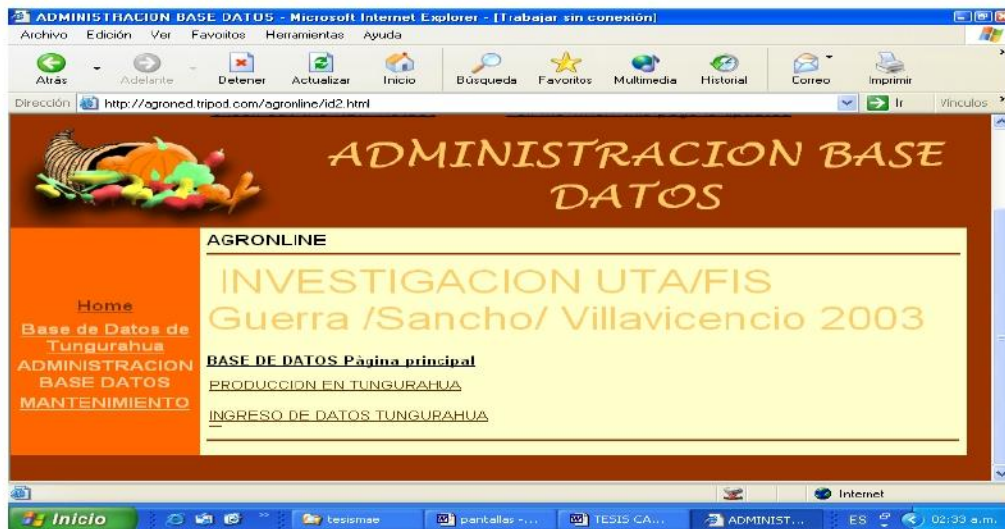 ADMINISTRACION BASE DATOS - Microsoft Internet Explorer - [Trabajar sin conexión]
Archivo Edición Ver Favoritos Herramientas Ayuda
Atrás Adelante Detener Actualizar Inicio Búsqueda Favoritos Multimedia Historial Correo Imprimir
Dirección http://agroned.tripod.com/agronline/id2.html Ir Vínculos
ADMINISTRACION BASE
DATOS
AGRONLINE
INVESTIGACION UTA/FIS
Guerra /Sancho/ Villavicencio 2003
Home
Base de Datos de
Tungurahua
ADMINISTRACION
BASE DATOS
MANTENIMIENTO
BASE DE DATOS Página principal
PRODUCCION EN TUNGURAHUA
INGRESO DE DATOS TUNGURAHUA
Internet
Inicio tesismae pantallas -... TESIS CA... ADMINIST... ES 02:33 a.m.